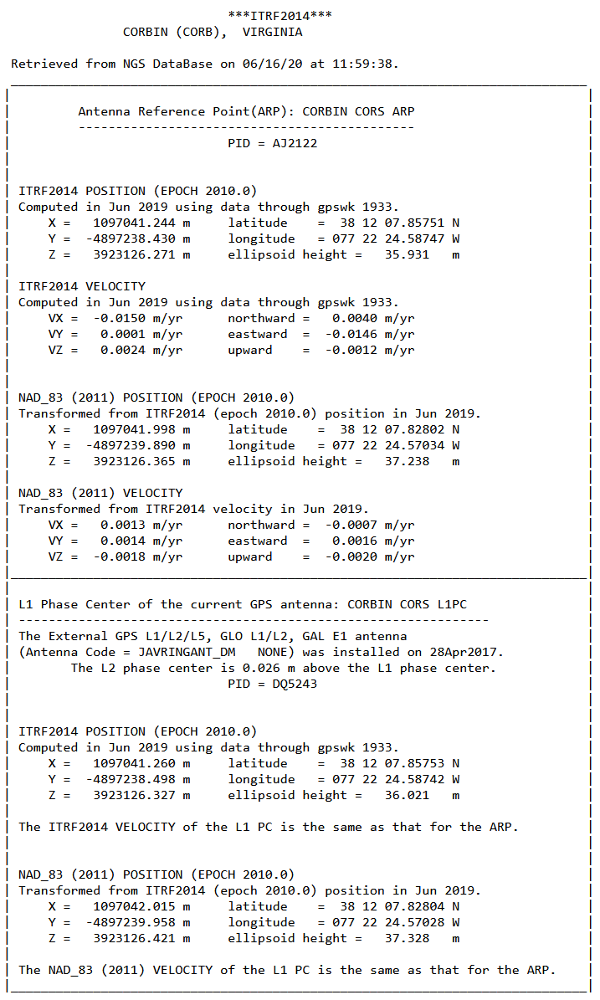 ***ITRF2014***
CORBIN (CORB),  VIRGINIA
Retrieved from NGS DataBase on 06/16/20 at 11:59:38.
Antenna Reference Point(ARP): CORBIN CORS ARP
---------------------------------------------
PID = AJ2122
ITRF2014 POSITION (EPOCH 2010.0)
Computed in Jun 2019 using data through gpswk 1933.
X =   1097041.244 m     latitude    =  38 12 07.85751 N
Y =  -4897238.430 m     longitude   = 077 22 24.58747 W
Z =   3923126.271 m     ellipsoid height =   35.931   m
ITRF2014 VELOCITY
Computed in Jun 2019 using data through gpswk 1933.
VX =  -0.0150 m/yr      northward =   0.0040 m/yr
VY =   0.0001 m/yr      eastward  =  -0.0146 m/yr
VZ =   0.0024 m/yr      upward    =  -0.0012 m/yr
NAD_83 (2011) POSITION (EPOCH 2010.0)
Transformed from ITRF2014 (epoch 2010.0) position in Jun 2019.
X =   1097041.998 m     latitude    =  38 12 07.82802 N
Y =  -4897239.890 m     longitude   = 077 22 24.57034 W
Z =   3923126.365 m     ellipsoid height =   37.238   m
NAD_83 (2011) VELOCITY
Transformed from ITRF2014 velocity in Jun 2019.
VX =   0.0013 m/yr      northward =  -0.0007 m/yr
VY =   0.0014 m/yr      eastward  =   0.0016 m/yr
VZ =  -0.0018 m/yr      upward    =  -0.0020 m/yr
L1 Phase Center of the current GPS antenna: CORBIN CORS L1PC
---------------------------------------------------------------
The External GPS L1/L2/L5, GLO L1/L2, GAL E1 antenna
(Antenna Code = JAVRINGANT_DM   NONE) was installed on 28Apr2017.
The L2 phase center is 0.026 m above the L1 phase center.
PID = DQ5243
ITRF2014 POSITION (EPOCH 2010.0)
Computed in Jun 2019 using data through gpswk 1933.
X =   1097041.260 m     latitude    =  38 12 07.85753 N
Y =  -4897238.498 m     longitude   = 077 22 24.58742 W
Z =   3923126.327 m     ellipsoid height =   36.021   m
The ITRF2014 VELOCITY of the L1 PC is the same as that for the ARP.
NAD_83 (2011) POSITION (EPOCH 2010.0)
Transformed from ITRF2014 (epoch 2010.0) position in Jun 2019.
X =   1097042.015 m     latitude    =  38 12 07.82804 N
Y =  -4897239.958 m     longitude   = 077 22 24.57028 W
Z =   3923126.421 m     ellipsoid height =   37.328   m
The NAD_83 (2011) VELOCITY of the L1 PC is the same as that for the ARP.